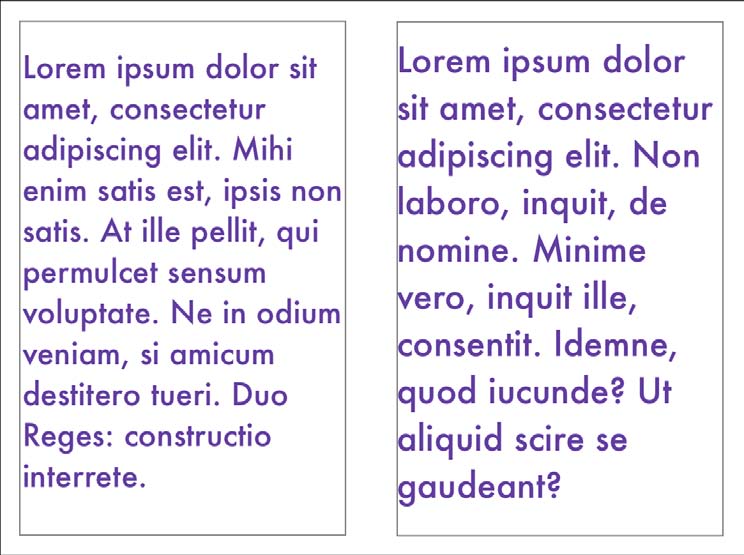 Lorem ipsum dolor sit
amet, consectetur
adipiscing elit. Mihi
enim satis est, ipsis non
satis. At ille pellit, qui
permulcet sensum
voluptate. Ne in odium
veniam, si amicum
destitero tueri. Duo
Reges: constructio
interrete.
Lorem ipsum dolor
sit amet, consectetur
adipiscing elit. Non
laboro, inquit, de
nomine. Minime
vero, inquit ille,
consentit. Idemne,
quod iucunde? Ut
aliquid scire se
gaudeant?